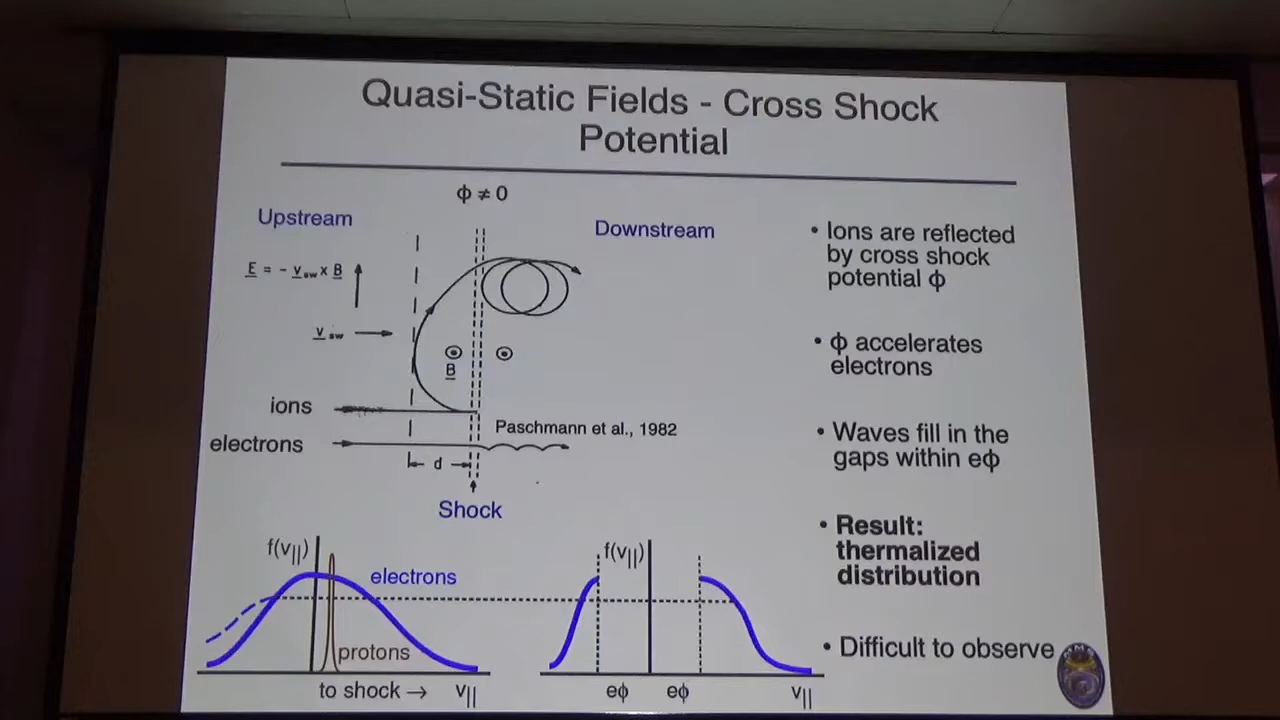 Quasi-Static Fields - Cross Shock
Potential
ϕ ≠ 0
Upstream
Downstream
E = - v_sw x B
v_sw
B
ions
electrons
Paschmann et al., 1982
d
Shock
• Ions are reflected
by cross shock
potential ϕ
• ϕ accelerates
electrons
• Waves fill in the
gaps within eϕ
• Result:
thermalized
distribution
• Difficult to observe
f(v||)
electrons
protons
to shock → v||
f(v||)
eϕ eϕ v||